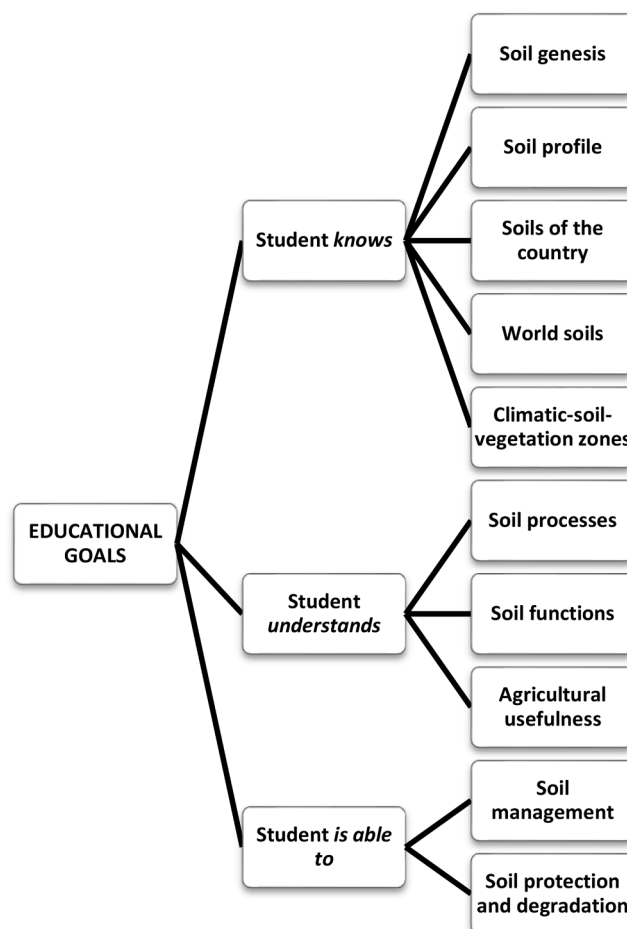 Soil genesis
Soil profile
Student knows
Soils of the
country
World soils
Climatic-soil-
vegetation zones
EDUCATIONAL
GOALS
Soil processes
Student
understands
Soil functions
Agricultural
usefulness
Student is able
to
Soil
management
Soil protection
and degradation